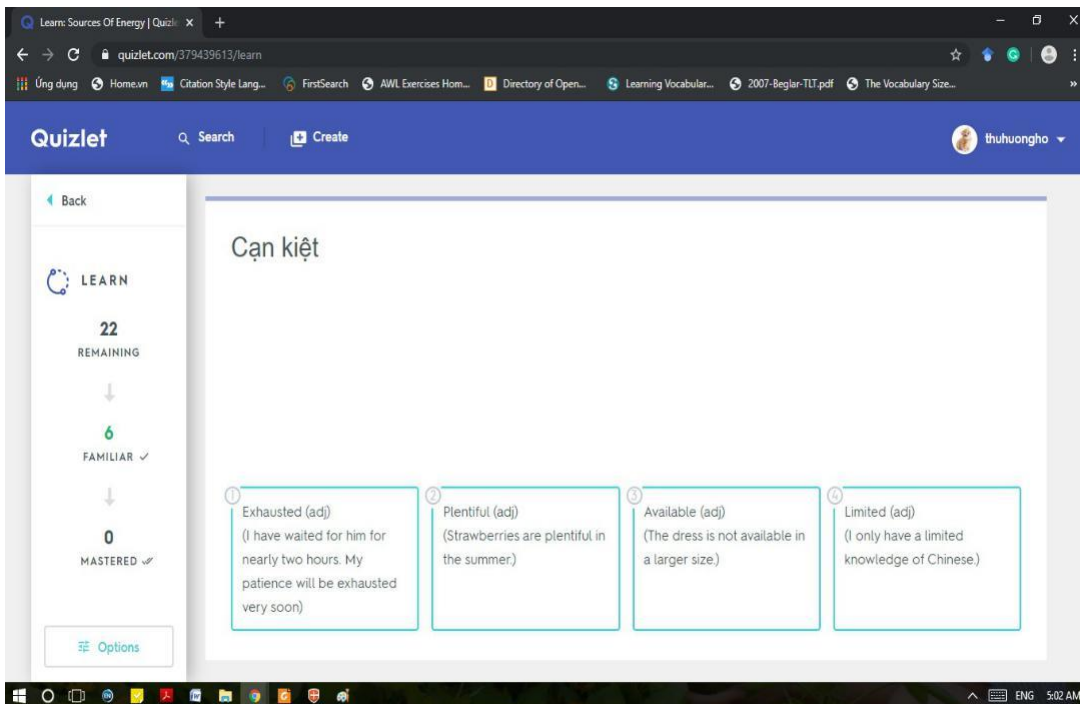 Learn: Sources Of Energy | Quizle
quizlet.com/379439613/learn
Ứng dụng Home.vn Citation Style Lang... FirstSearch AWL Exercises Hom... Directory of Open... Learning Vocabular... 2007-Beglar-TLT.pdf The Vocabulary Size...
Quizlet Search Create thuhuongho
Back
LEARN
22
REMAINING
6
FAMILIAR
0
MASTERED
Options
Cạn kiệt
1
Exhausted (adj)
(I have waited for him for
nearly two hours. My
patience will be exhausted
very soon)
2
Plentiful (adj)
(Strawberries are plentiful in
the summer.)
3
Available (adj)
(The dress is not available in
a larger size.)
4
Limited (adj)
(I only have a limited
knowledge of Chinese.)
ENG 5:02 AM